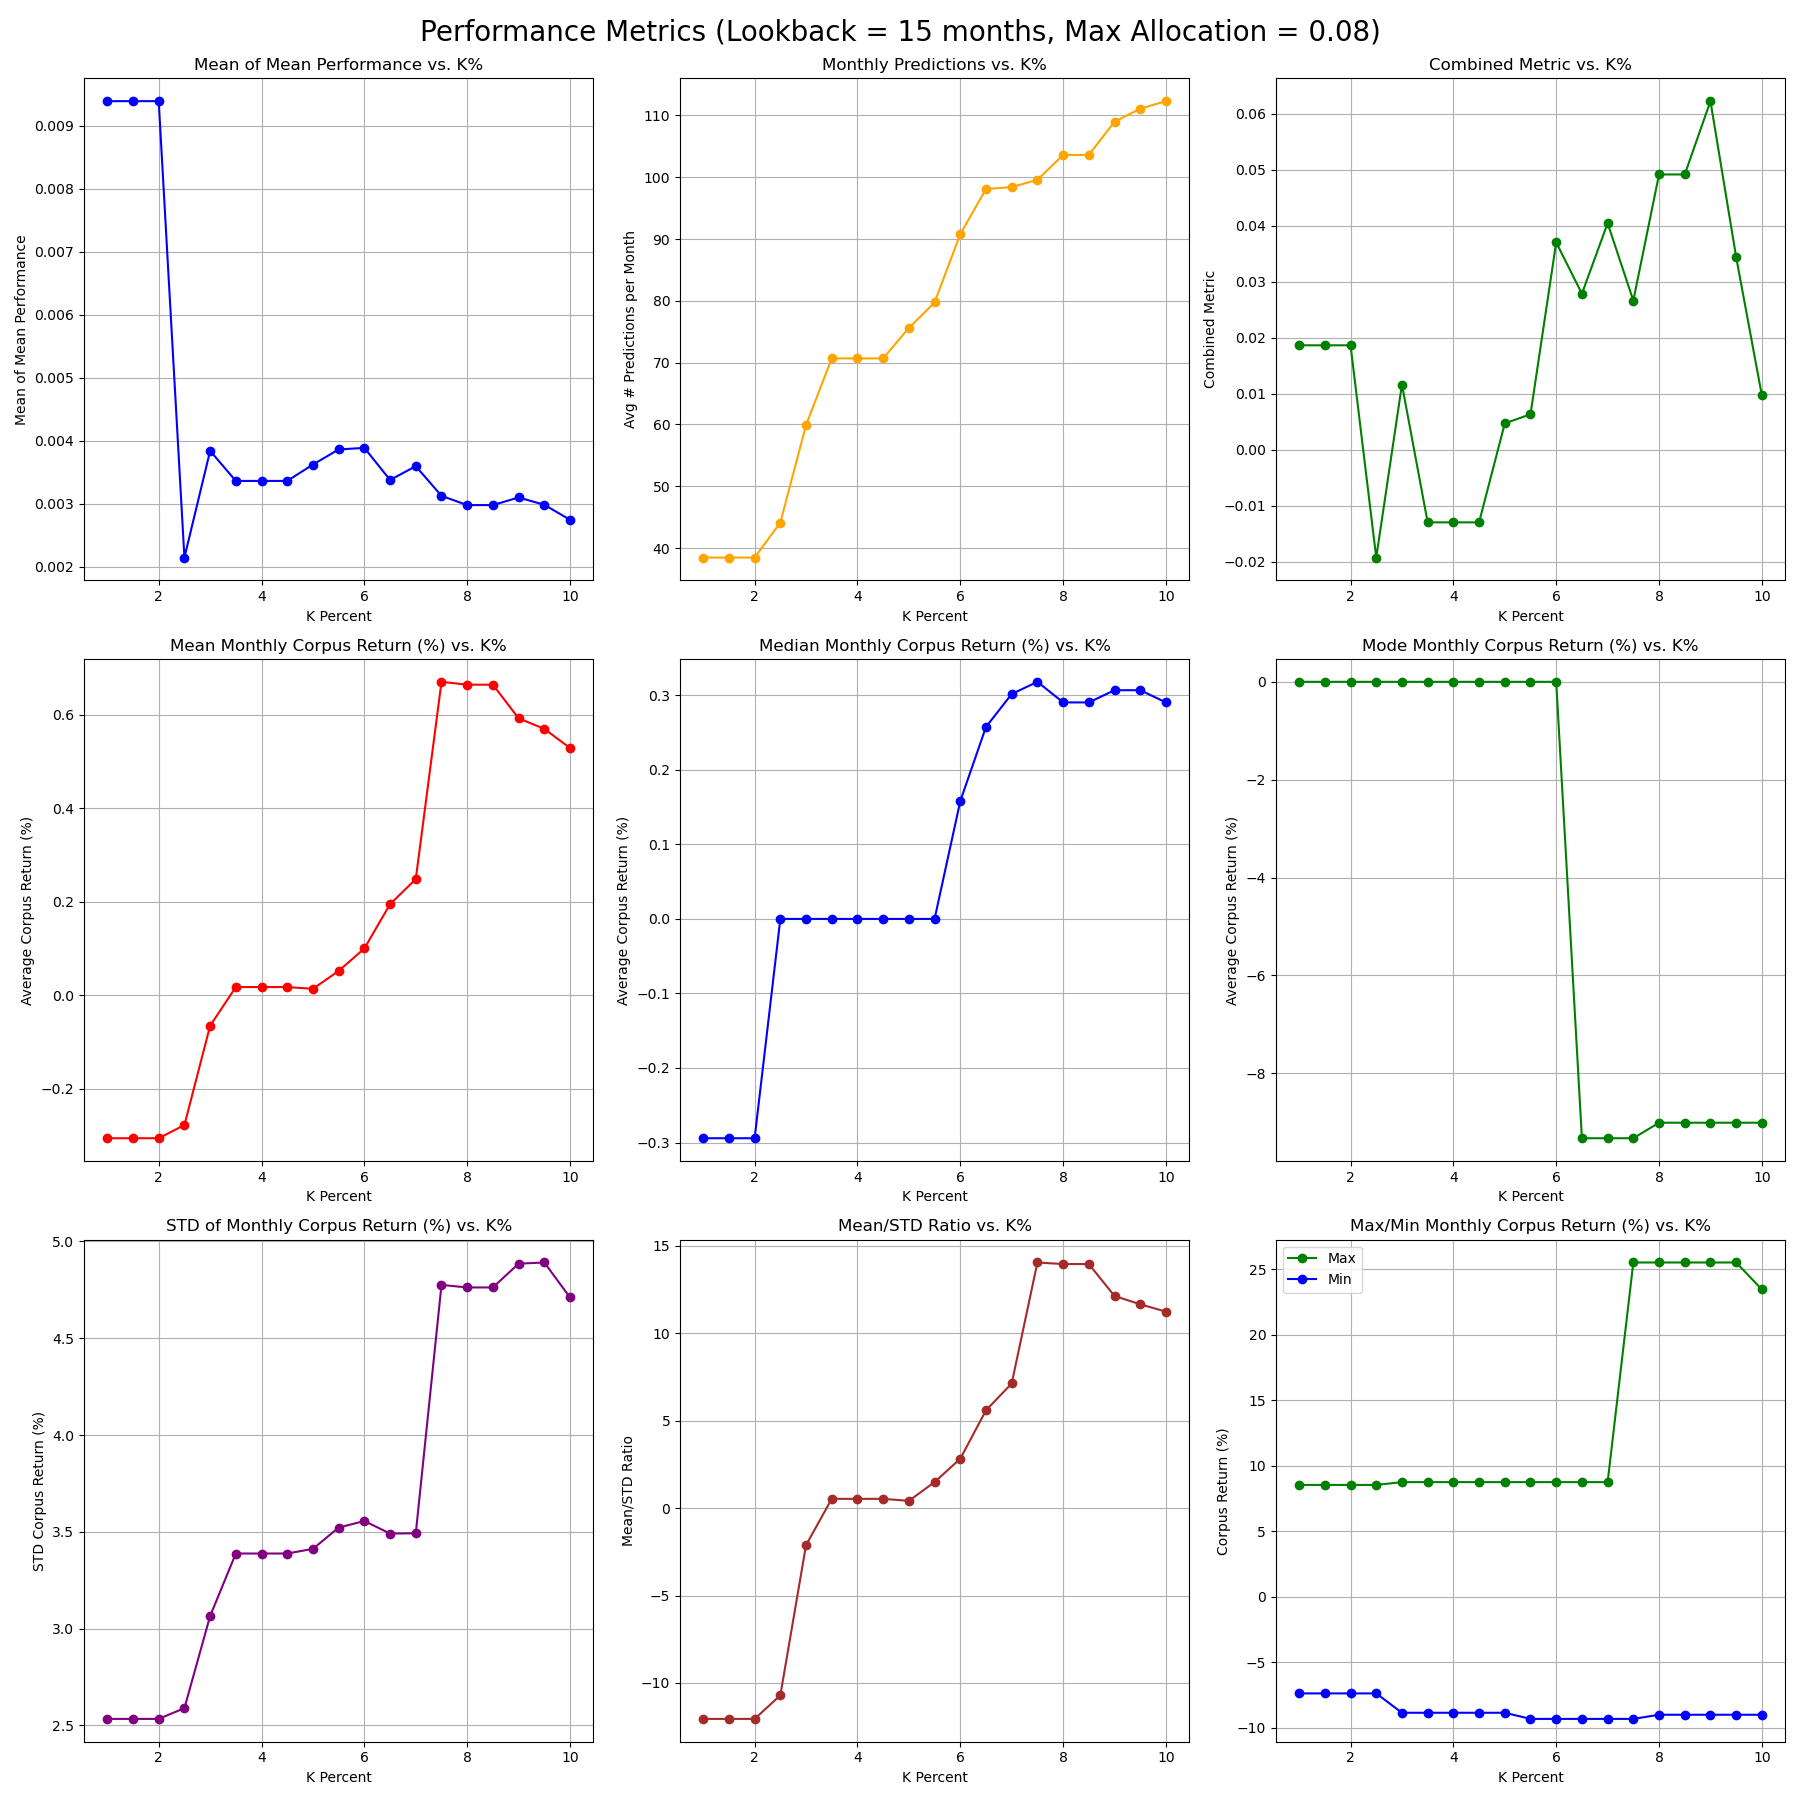 Performance Metrics (Lookback = 15 months, Max Allocation = 0.08)
Mean of Mean Performance vs. K%
Mean of Mean Performance
0.009
0.008
0.007
0.006
0.005
0.004
0.003
0.002
2 4 6 8 10
K Percent
Monthly Predictions vs. K%
Avg # Predictions per Month
110
100
90
80
70
60
50
40
2 4 6 8 10
K Percent
Combined Metric vs. K%
Combined Metric
0.06
0.05
0.04
0.03
0.02
0.01
0.00
−0.01
−0.02
2 4 6 8 10
K Percent
Mean Monthly Corpus Return (%) vs. K%
Average Corpus Return (%)
0.6
0.4
0.2
0.0
−0.2
2 4 6 8 10
K Percent
Median Monthly Corpus Return (%) vs. K%
Average Corpus Return (%)
0.3
0.2
0.1
0.0
−0.1
−0.2
−0.3
2 4 6 8 10
K Percent
Mode Monthly Corpus Return (%) vs. K%
Average Corpus Return (%)
0
−2
−4
−6
−8
2 4 6 8 10
K Percent
STD of Monthly Corpus Return (%) vs. K%
STD Corpus Return (%)
5.0
4.5
4.0
3.5
3.0
2.5
2 4 6 8 10
K Percent
Mean/STD Ratio vs. K%
Mean/STD Ratio
15
10
5
0
−5
−10
2 4 6 8 10
K Percent
Max/Min Monthly Corpus Return (%) vs. K%
Max
Min
Corpus Return (%)
25
20
15
10
5
0
−5
−10
2 4 6 8 10
K Percent